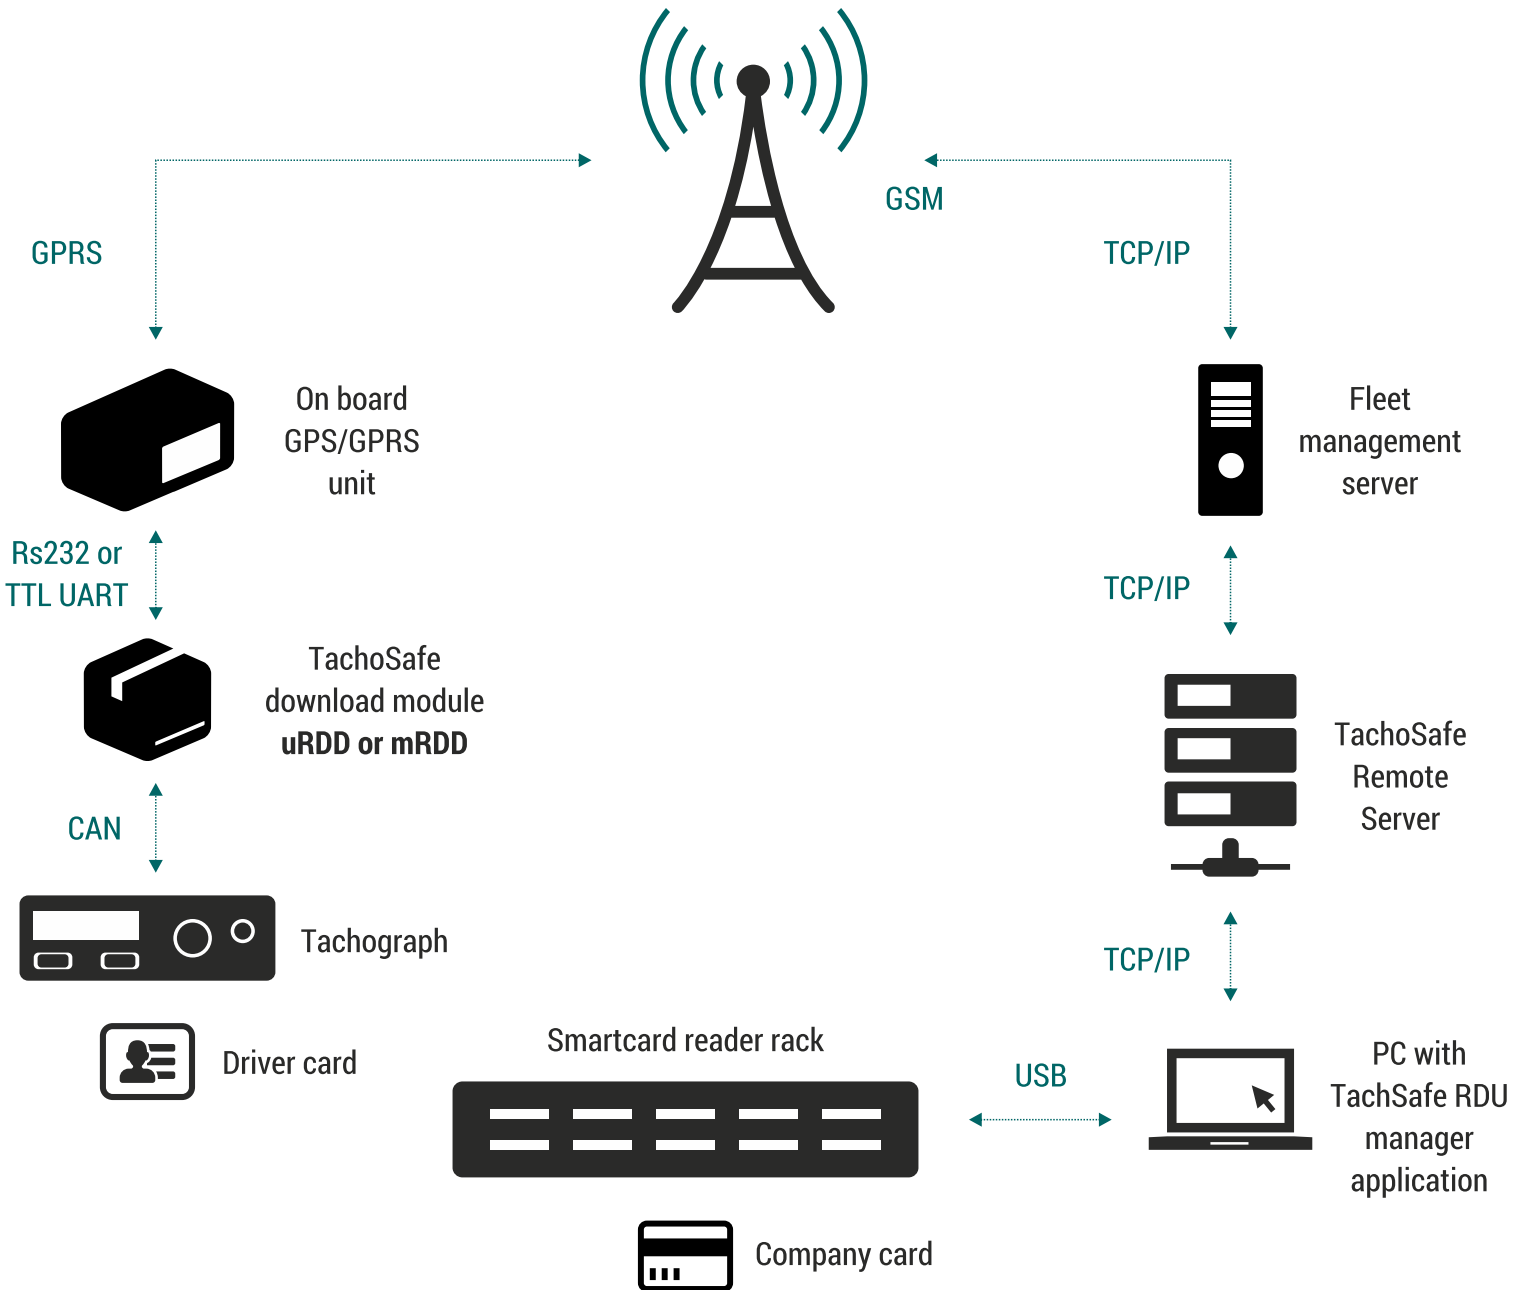 GSM
GPRS
TCP/IP
On board
GPS/GPRS
unit
Fleet
management
server
Rs232 or
TTL UART
TCP/IP
TachoSafe
download module
uRDD or mRDD
TachoSafe
Remote
Server
CAN
Tachograph
TCP/IP
Driver card
Smartcard reader rack
USB
PC with
TachSafe RDU
manager
application
Company card